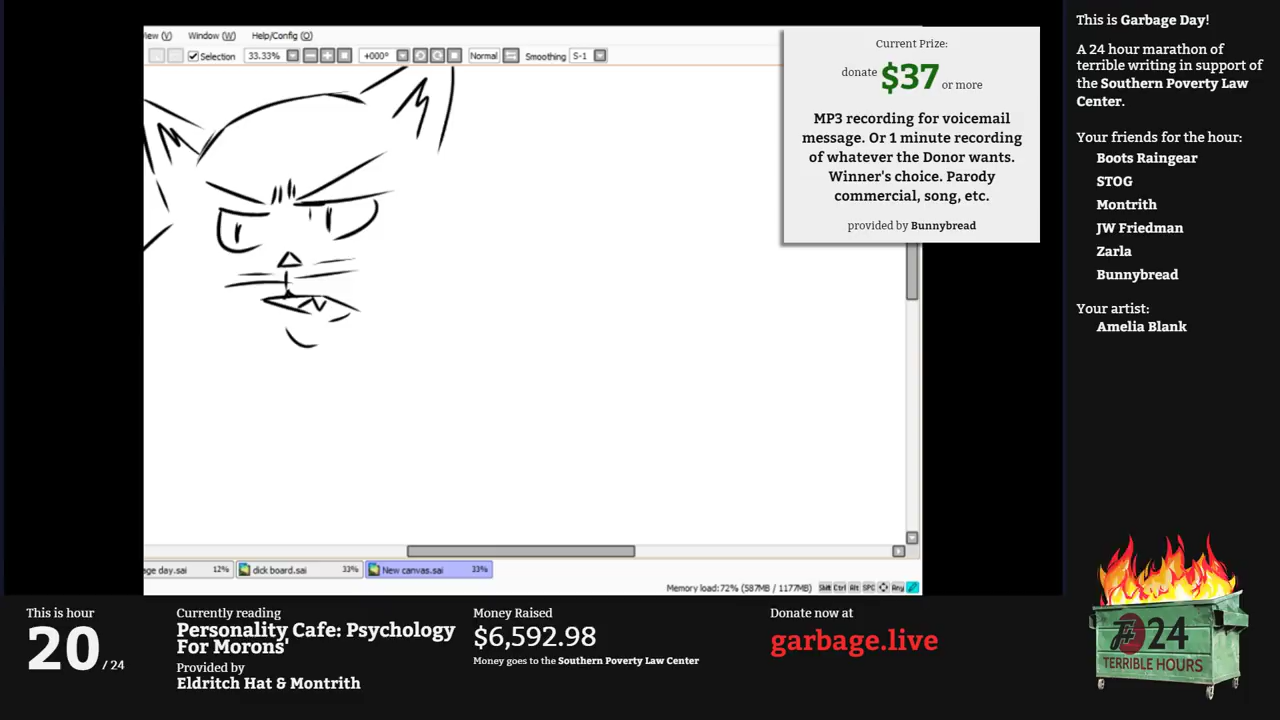 iew (V) Window (W) Help/Config (O)
Selection 33.33% +000° Normal Smoothing S-1
Current Prize:
donate $37 or more
MP3 recording for voicemail
message. Or 1 minute recording
of whatever the Donor wants.
Winner's choice. Parody
commercial, song, etc.
provided by Bunnybread
This is Garbage Day!
A 24 hour marathon of
terrible writing in support of
the Southern Poverty Law
Center.
Your friends for the hour:
Boots Raingear
STOG
Montrith
JW Friedman
Zarla
Bunnybread
Your artist:
Amelia Blank
age day.sai 12% dick board.sai 33% New canvas.sai 33%
Memory load:72% (587MB / 1177MB) Shift Ctrl Alt SPC Any
This is hour
20 / 24
Currently reading
Personality Cafe: Psychology
For Morons'
Provided by
Eldritch Hat & Montrith
Money Raised
$6,592.98
Money goes to the Southern Poverty Law Center
Donate now at
garbage.live
24
TERRIBLE HOURS